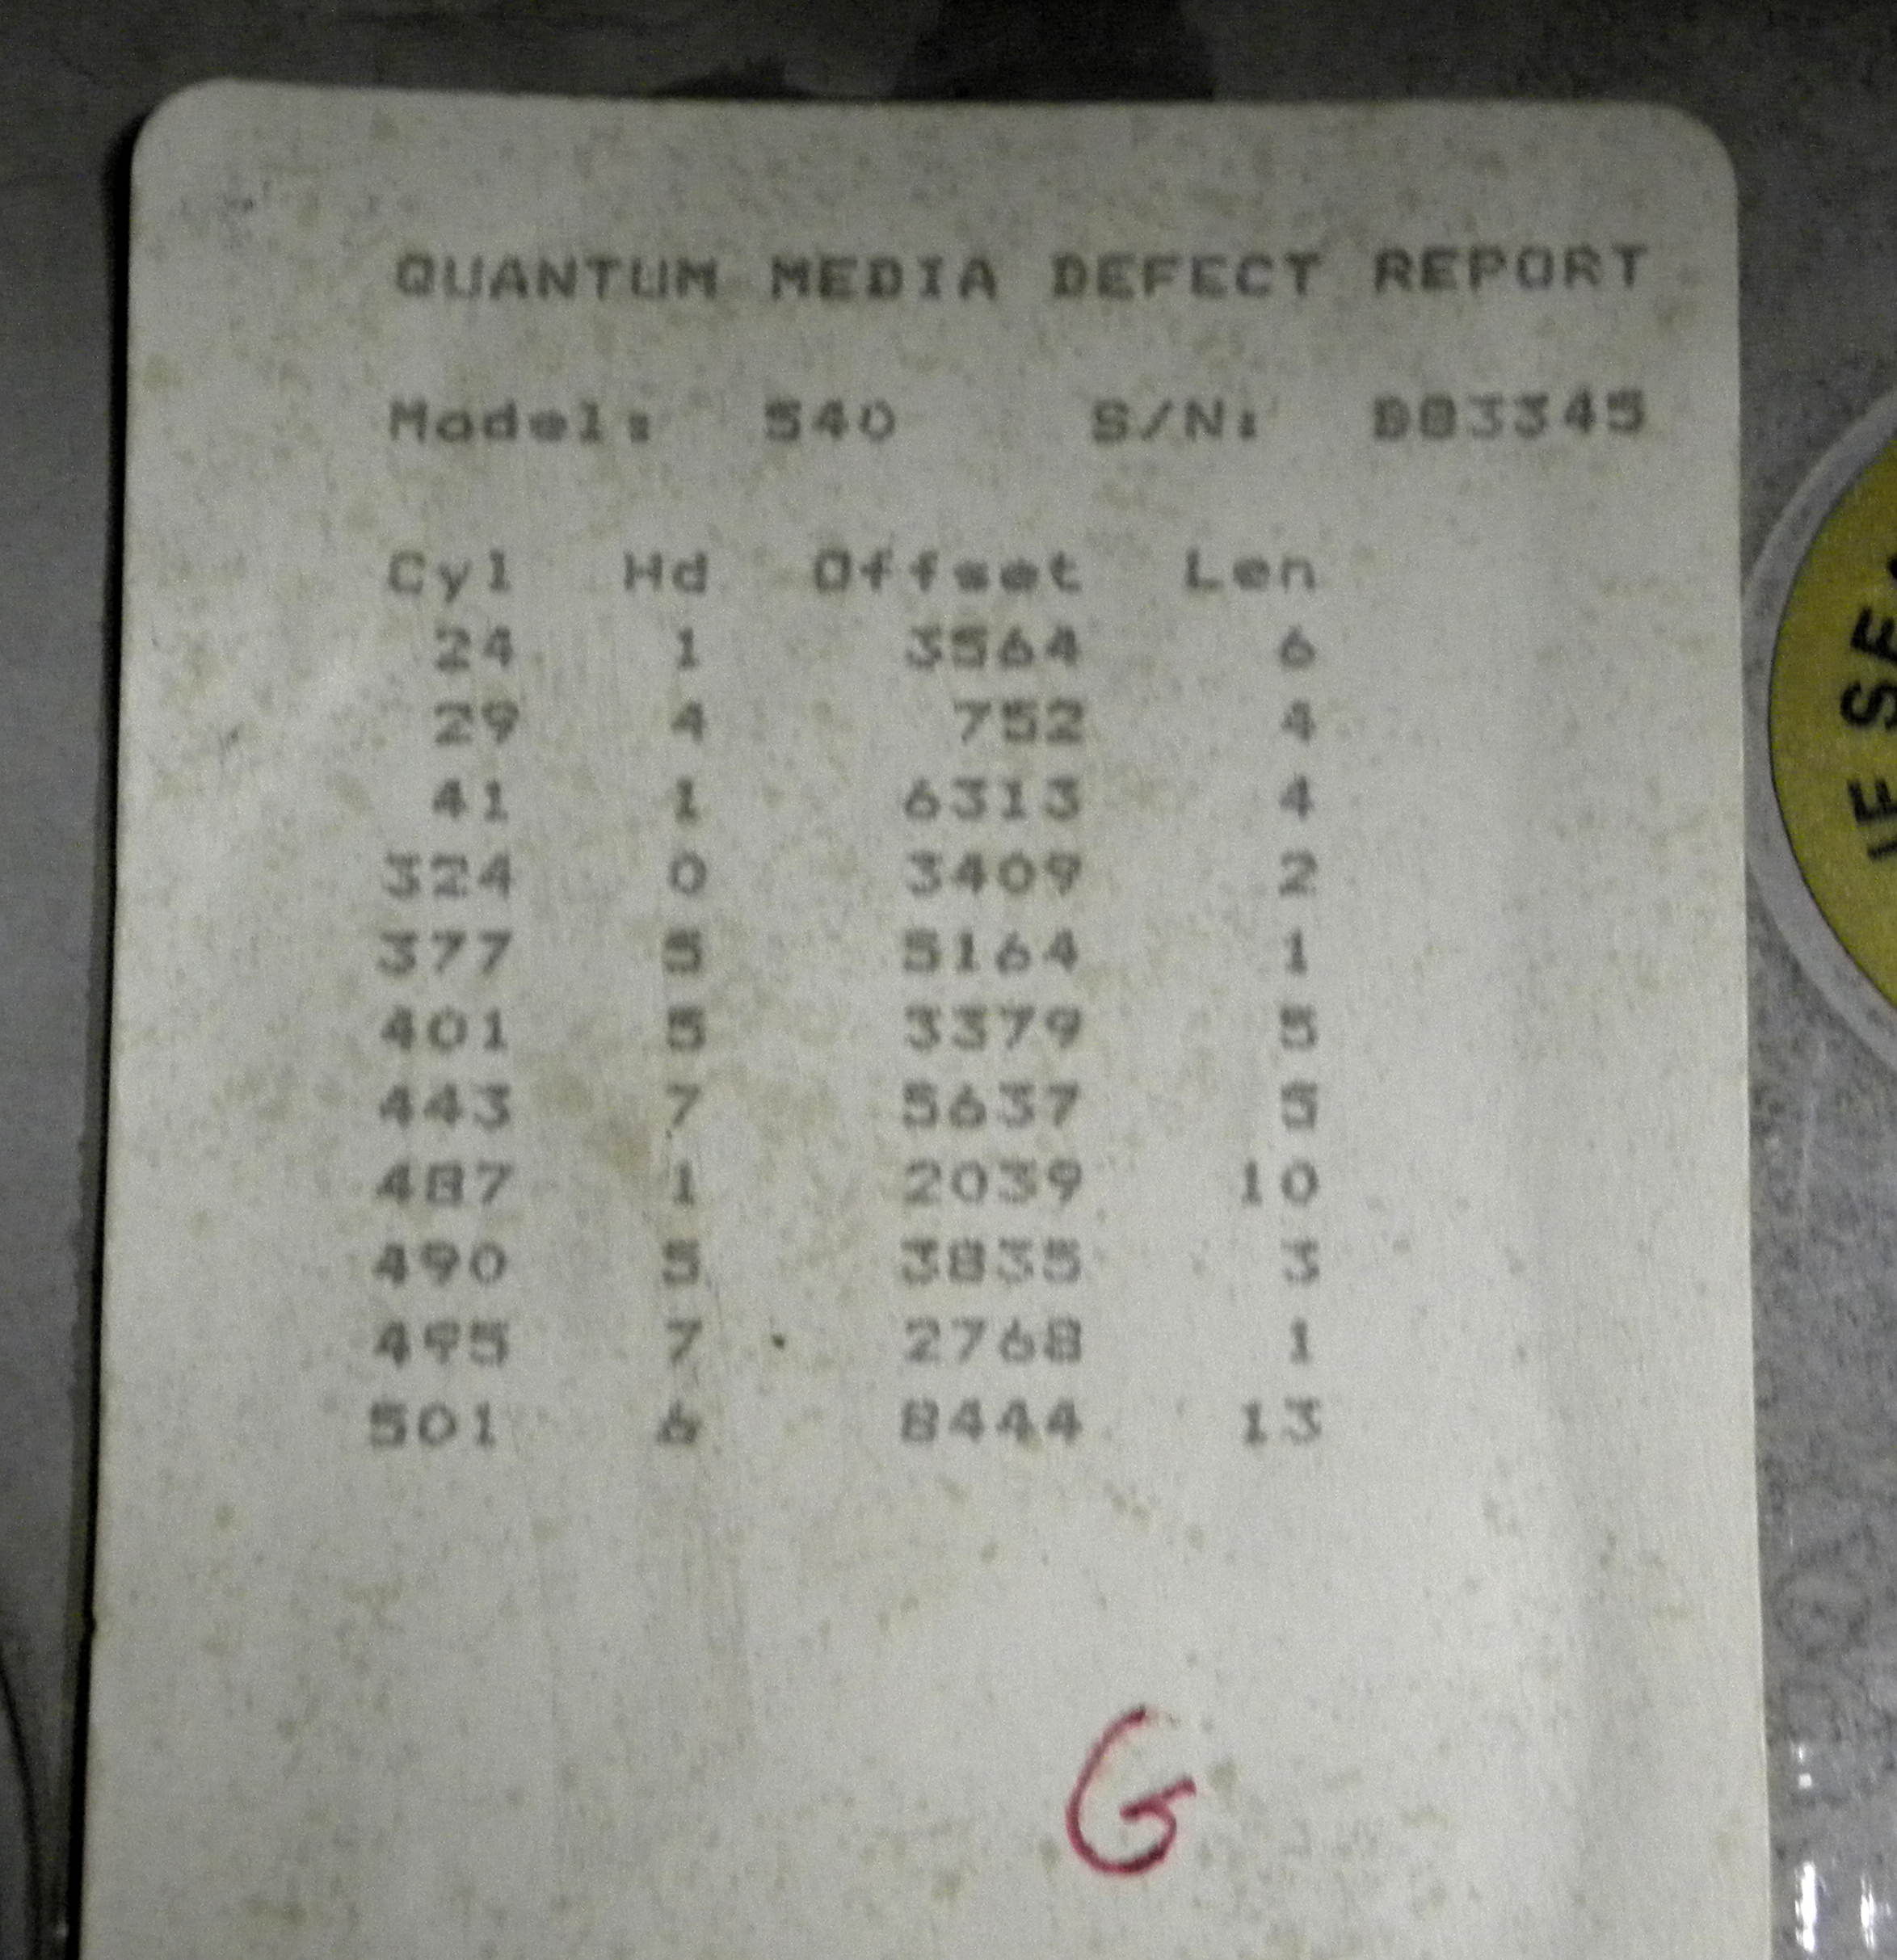 QUANTUM MEDIA DEFECT REPORT
Model: 540 S/N:
Cyl Hd Offset Len
24 1 3564 6
29 4 752 4
41 1 6313 4
324 0 3409 2
377 5 5164 1
401 5 3379 5
443 7 5637 5
487 1 2039 10
490 5 3835 3
495 7 2768 1
501 6 8444 13
G